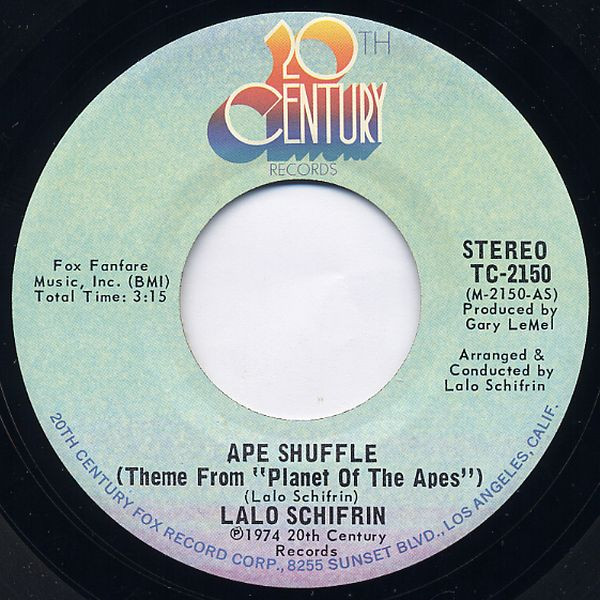 20TH
CENTURY
RECORDS
Fox Fanfare
Music, Inc. (BMI)
Total Time: 3:15
STEREO
TC-2150
(M-2150-AS)
Produced by
Gary LeMel
Arranged &
Conducted by
Lalo Schifrin
APE SHUFFLE
(Theme From "Planet Of The Apes")
(Lalo Schifrin)
LALO SCHIFRIN
℗1974 20th Century
Records
20TH CENTURY FOX RECORD CORP., 8255 SUNSET BLVD., LOS ANGELES, CALIF.